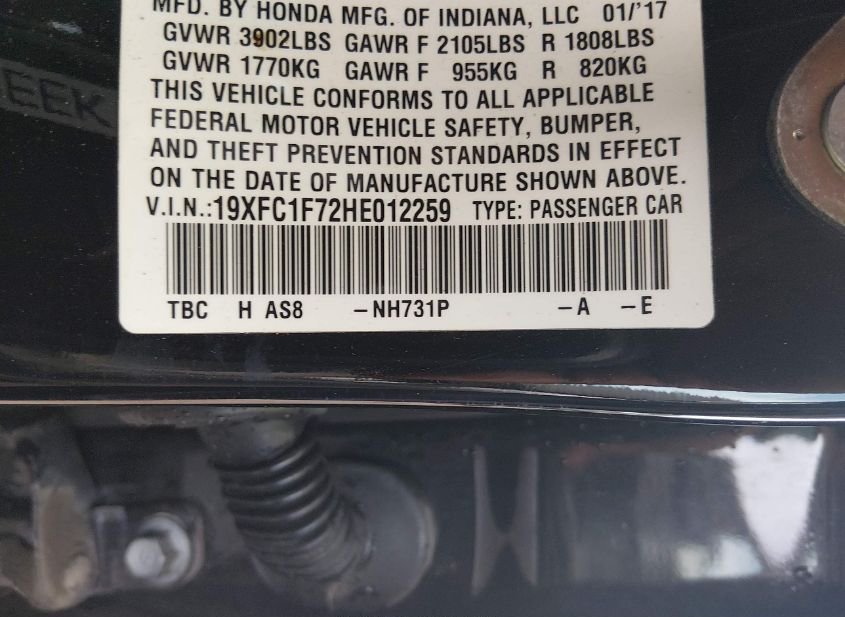 MFD. BY HONDA MFG. OF INDIANA, LLC 01/'17
GVWR 3902LBS GAWR F 2105LBS R 1808LBS
GVWR 1770KG GAWR F 955KG R 820KG
THIS VEHICLE CONFORMS TO ALL APPLICABLE
FEDERAL MOTOR VEHICLE SAFETY, BUMPER,
AND THEFT PREVENTION STANDARDS IN EFFECT
ON THE DATE OF MANUFACTURE SHOWN ABOVE.
V.I.N.:19XFC1F72HE012259 TYPE: PASSENGER CAR
TBC H AS8 –NH731P –A –E